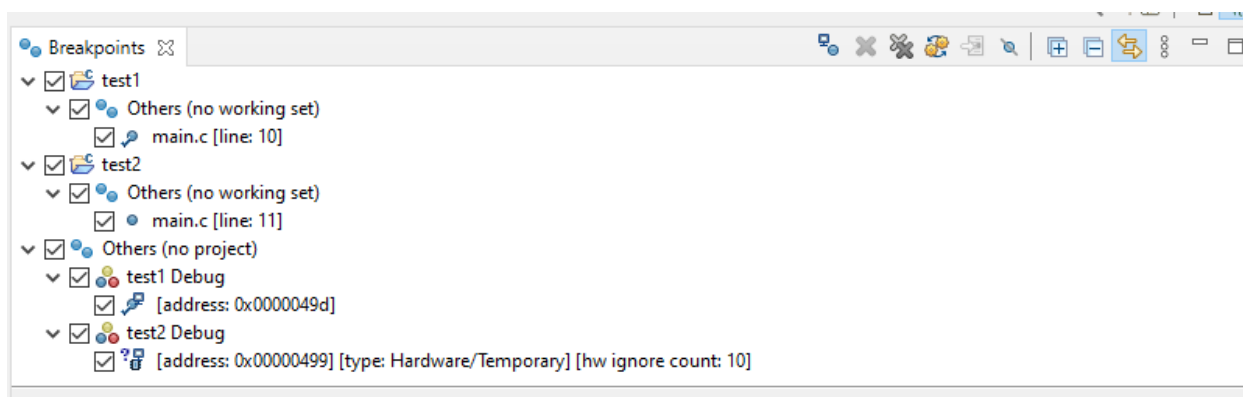 Breakpoints
test1
Others (no working set)
main.c [line: 10]
test2
Others (no working set)
main.c [line: 11]
Others (no project)
test1 Debug
[address: 0x0000049d]
test2 Debug
[address: 0x00000499] [type: Hardware/Temporary] [hw ignore count: 10]